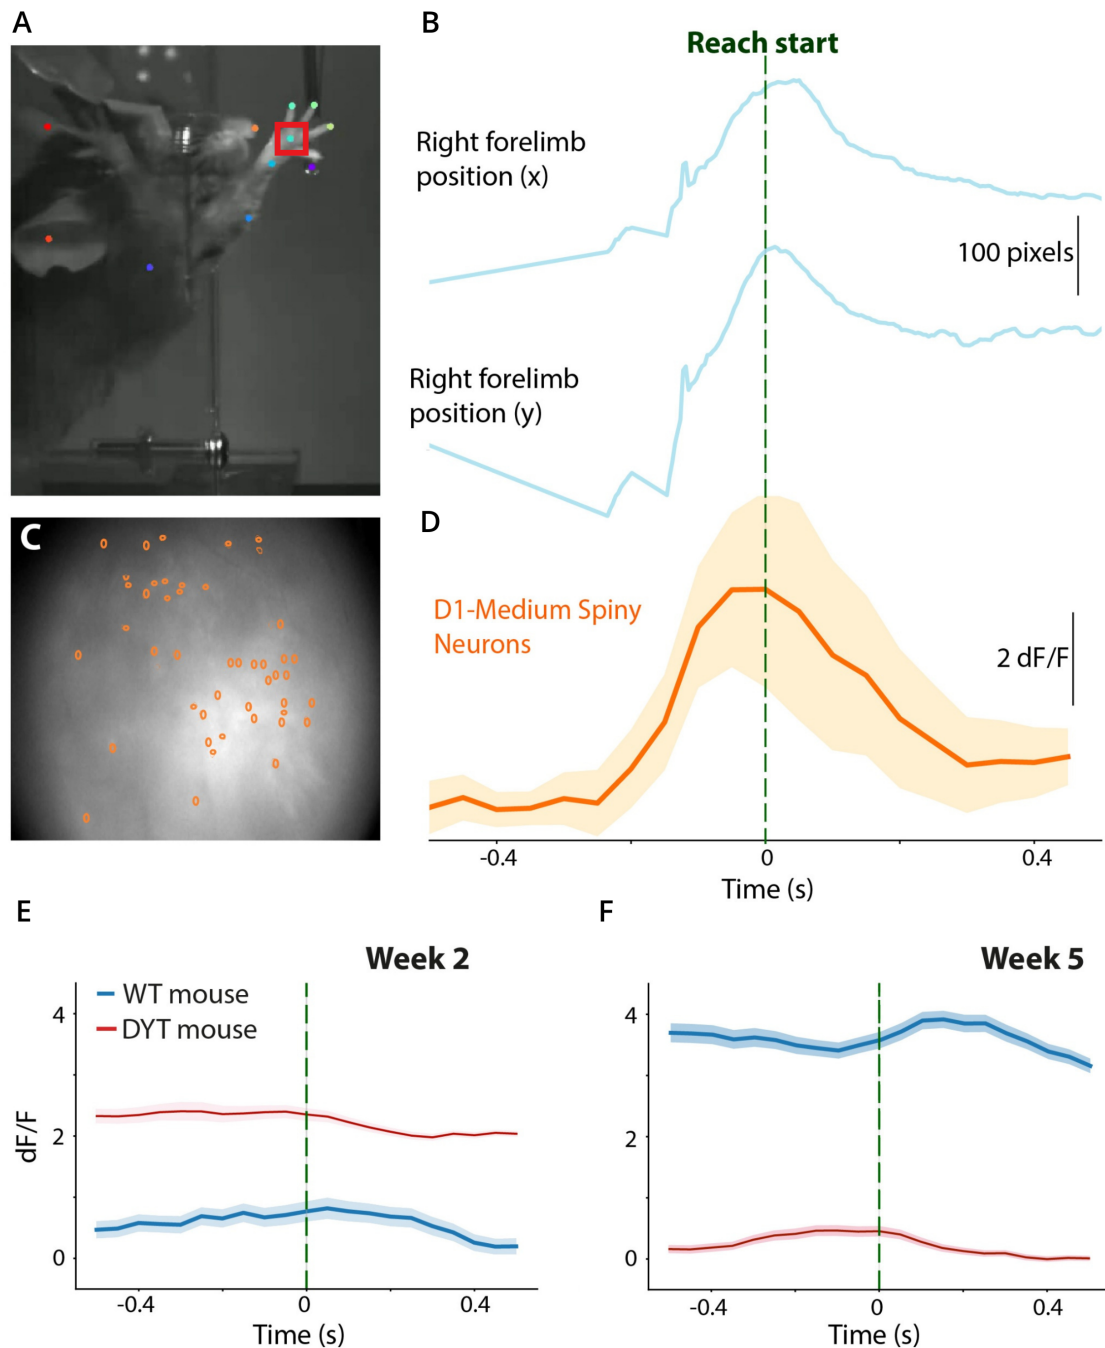 A
B
Reach start
Right forelimb
position (x)
100 pixels
Right forelimb
position (y)
C
D
D1-Medium Spiny
Neurons
2 dF/F
-0.4
0
0.4
Time (s)
E
F
Week 2
Week 5
WT mouse
DYT mouse
4
2
0
dF/F
-0.4
0
0.4
Time (s)
4
2
0
-0.4
0
0.4
Time (s)